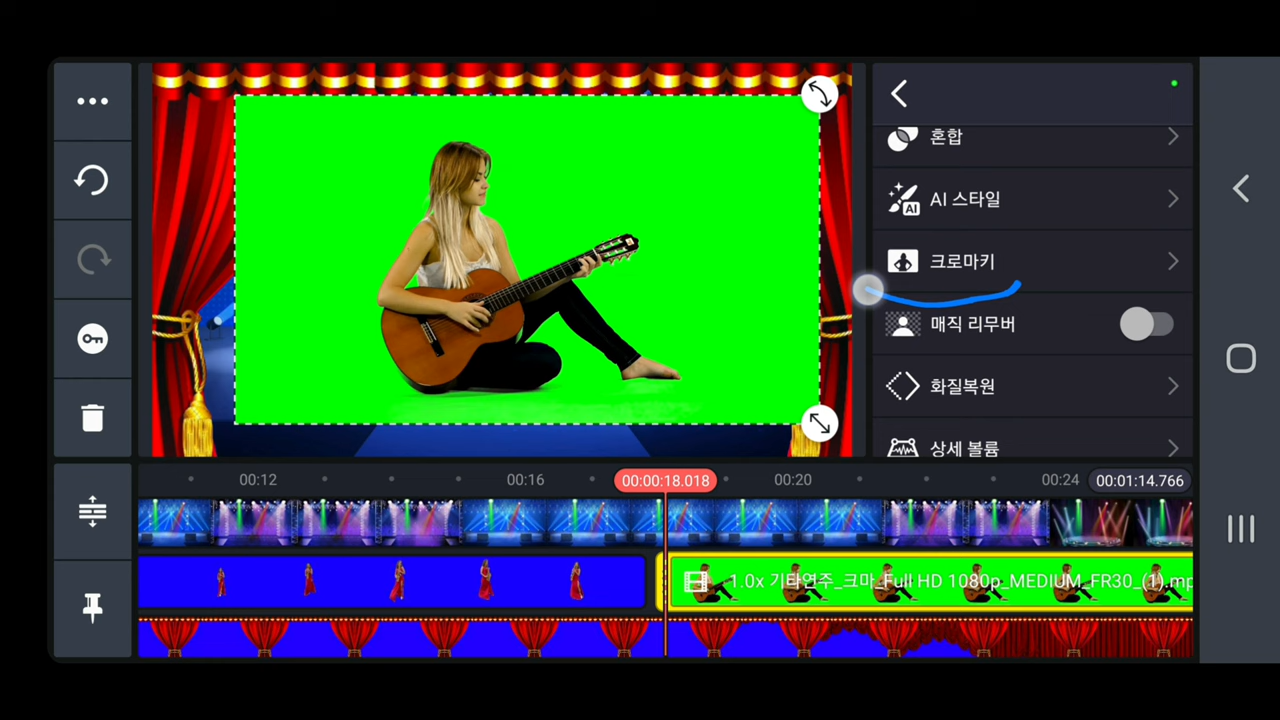 혼합
AI 스타일
AI
크로마키
매직 리무버
화질복원
상세 볼륨
00:12
00:16
00:00:18.018
00:20
00:24
00:01:14.766
1.0x 기타연주_크마_Full HD 1080p_MEDIUM_FR30_(1).mp